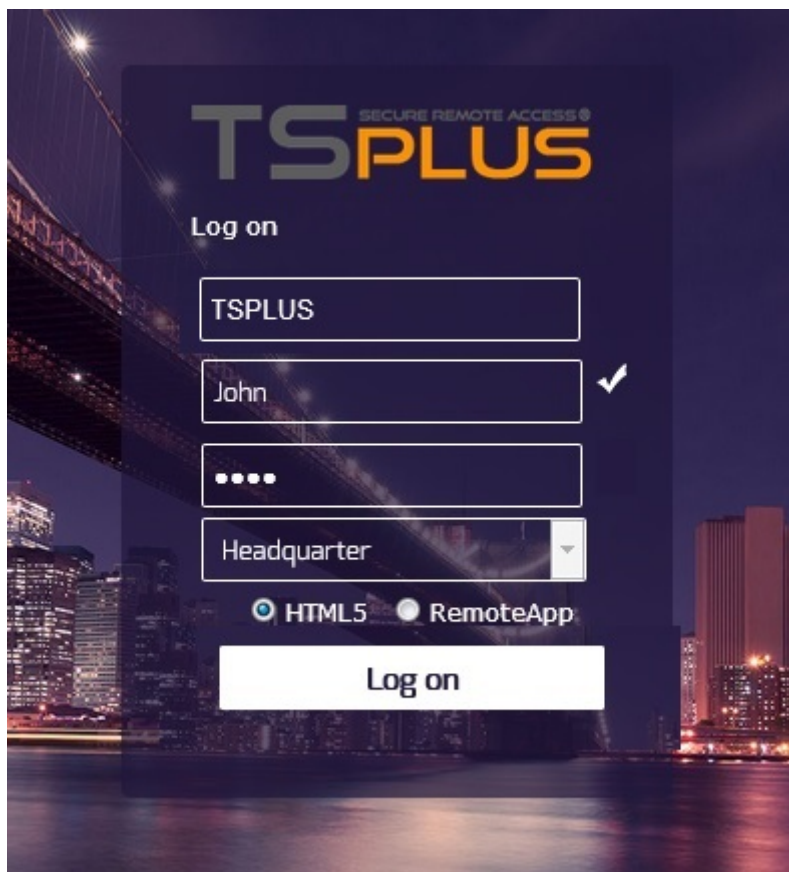 TSPLUS
SECURE REMOTE ACCESS®
Log on
TSPLUS
John
••••
Headquarter
HTML5 RemoteApp
Log on